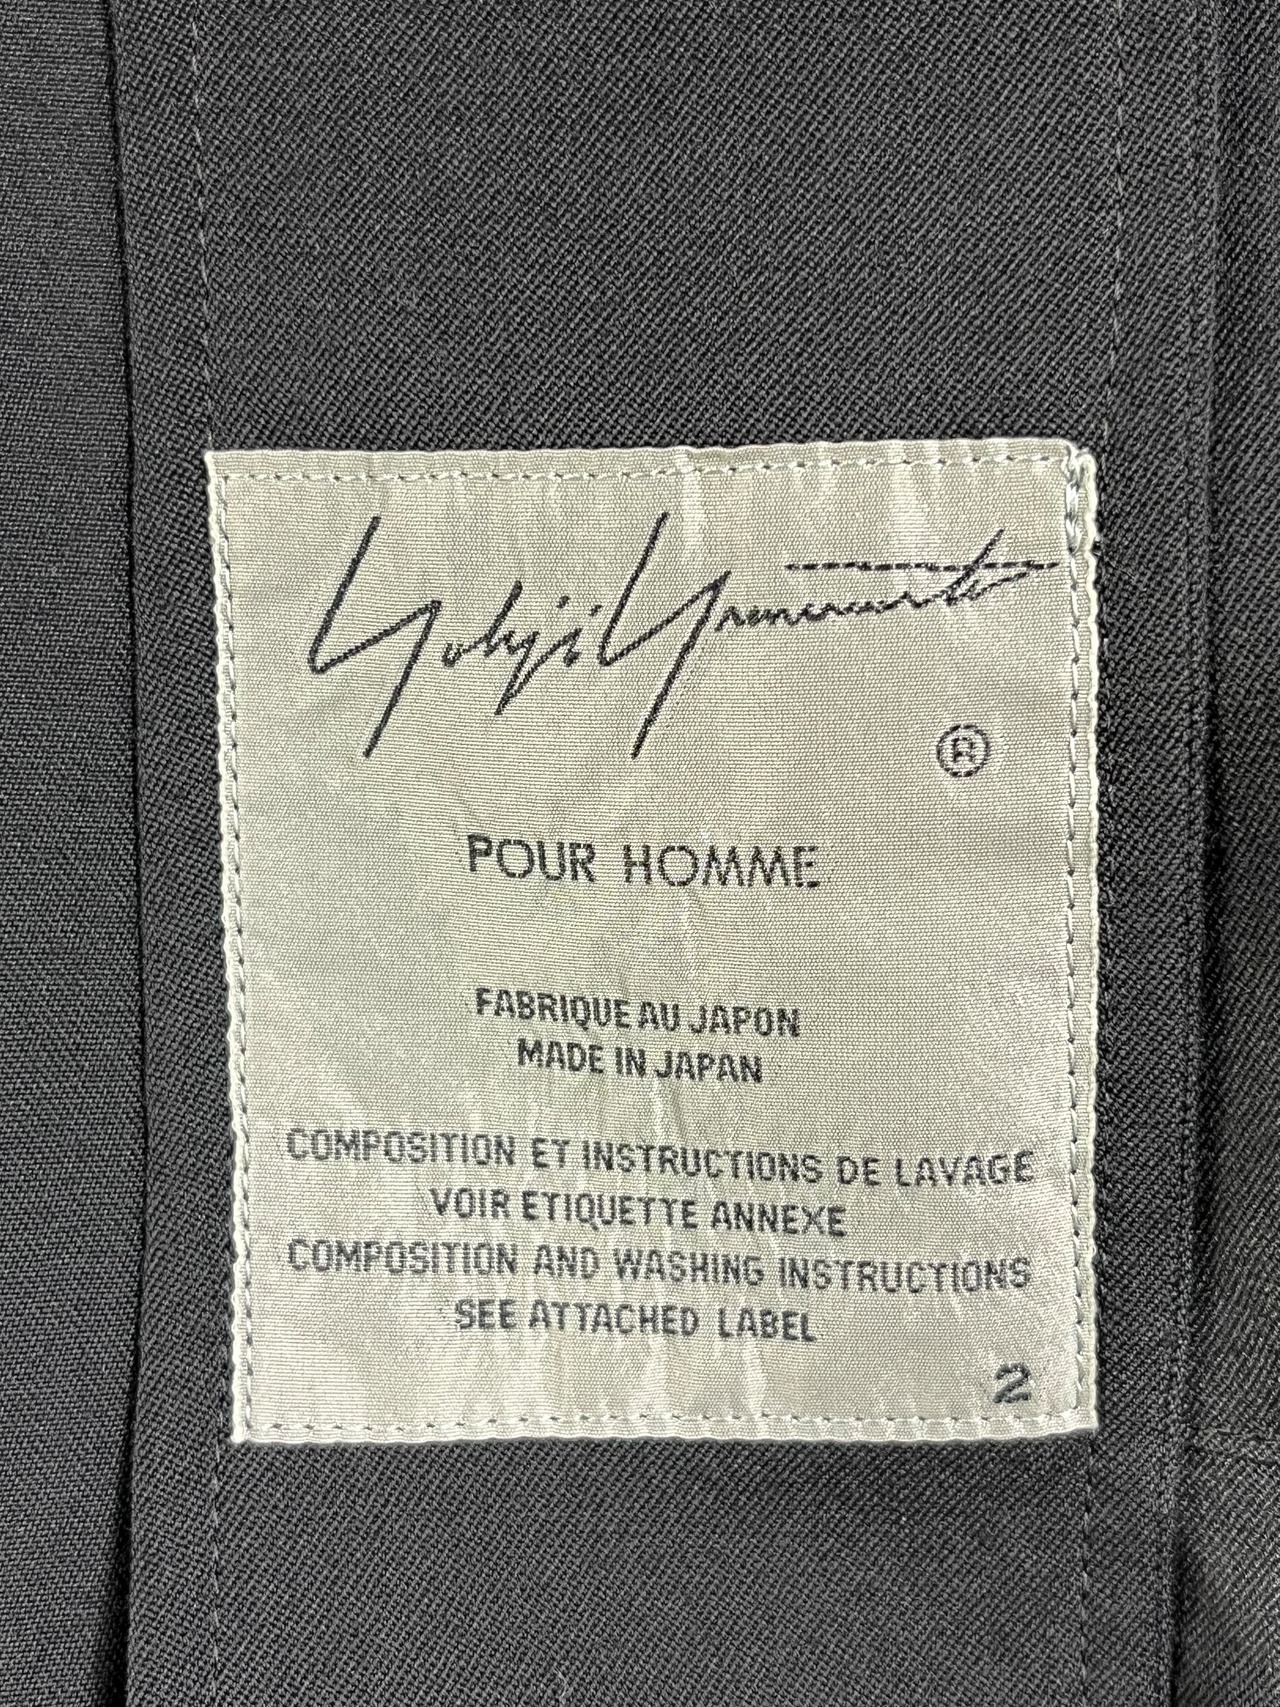 Yohji Yamamoto
®
POUR HOMME
FABRIQUE AU JAPON
MADE IN JAPAN
COMPOSITION ET INSTRUCTIONS DE LAVAGE
VOIR ETIQUETTE ANNEXE
COMPOSITION AND WASHING INSTRUCTIONS
SEE ATTACHED LABEL
2